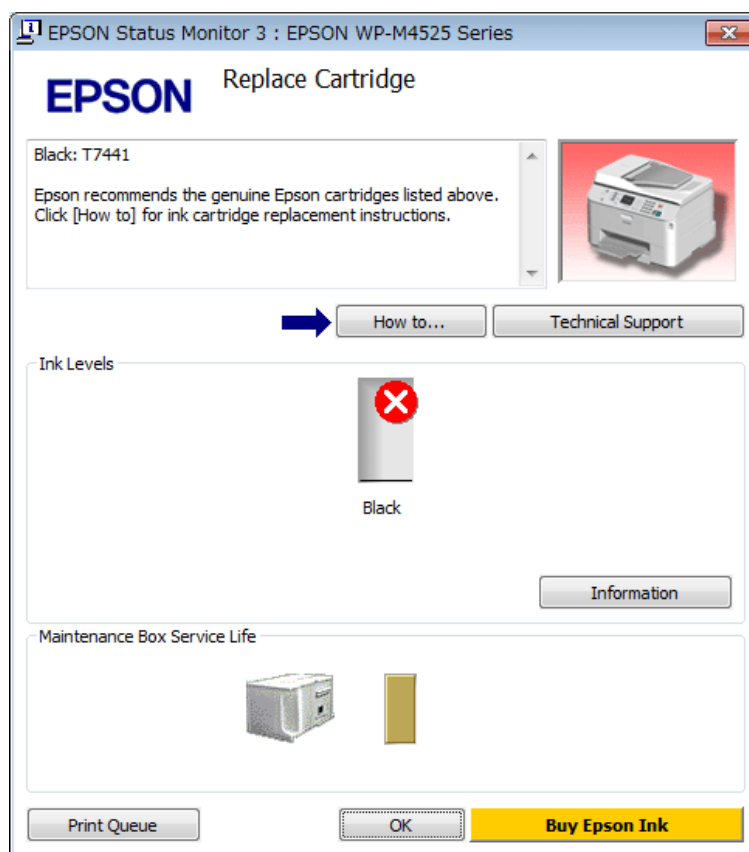 EPSON Status Monitor 3 : EPSON WP-M4525 Series
EPSON
Replace Cartridge
Black: T7441
Epson recommends the genuine Epson cartridges listed above.
Click [How to] for ink cartridge replacement instructions.
How to...
Technical Support
Ink Levels
Black
Information
Maintenance Box Service Life
Print Queue
OK
Buy Epson Ink